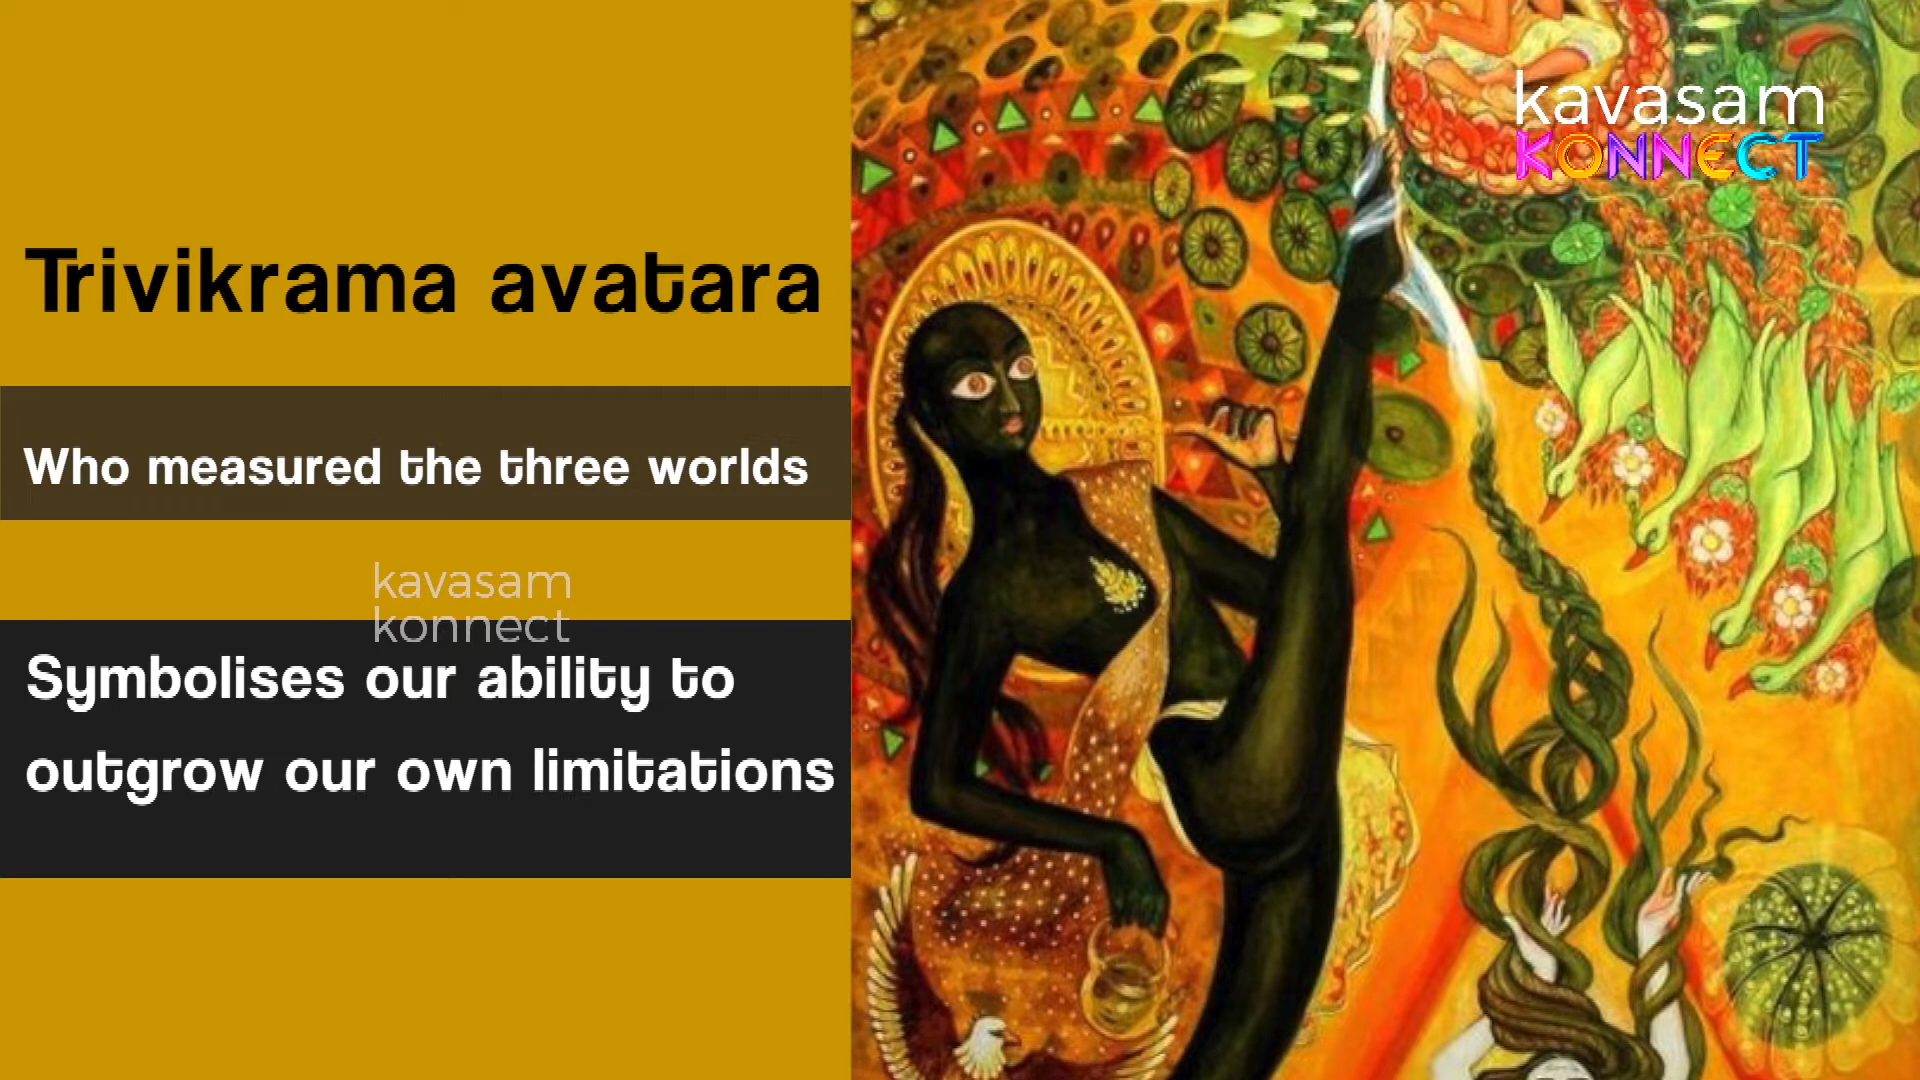 Trivikrama avatara
Who measured the three worlds
kavasam
konnect
Symbolises our ability to
outgrow our own limitations
kavasam
KONNECT